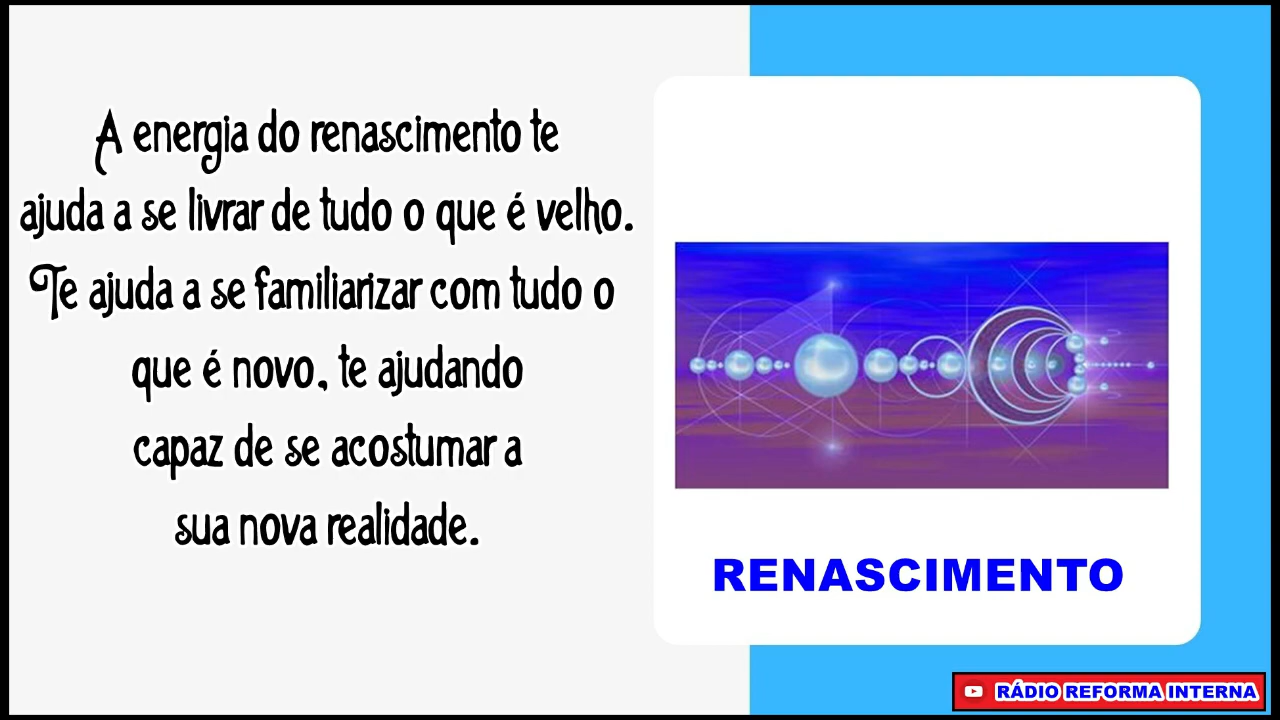 A energia do renascimento te
ajuda a se livrar de tudo o que é velho.
Te ajuda a se familiarizar com tudo o
que é novo, te ajudando
capaz de se acostumar a
sua nova realidade.
RENASCIMENTO
RÁDIO REFORMA INTERNA